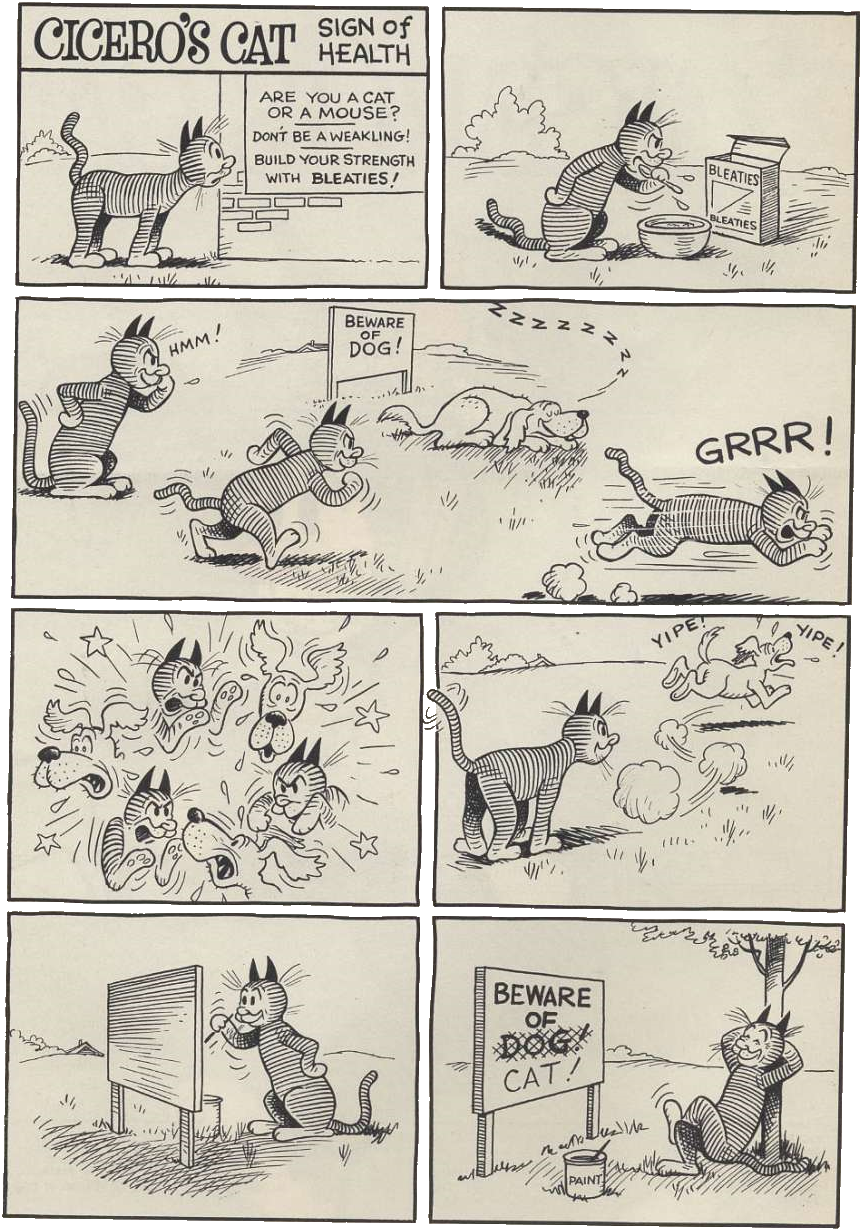 CICERO'S CAT
SIGN of
HEALTH
ARE YOU A CAT
OR A MOUSE?
DON'T BE A WEAKLING!
BUILD YOUR STRENGTH
WITH BLEATIES!
BLEATIES
BLEATIES
HMM!
BEWARE
OF
DOG!
ZZZZZZZZZZ
GRRR!
YIPE!
YIPE!
BEWARE
OF
DOG!
CAT!
PAINT